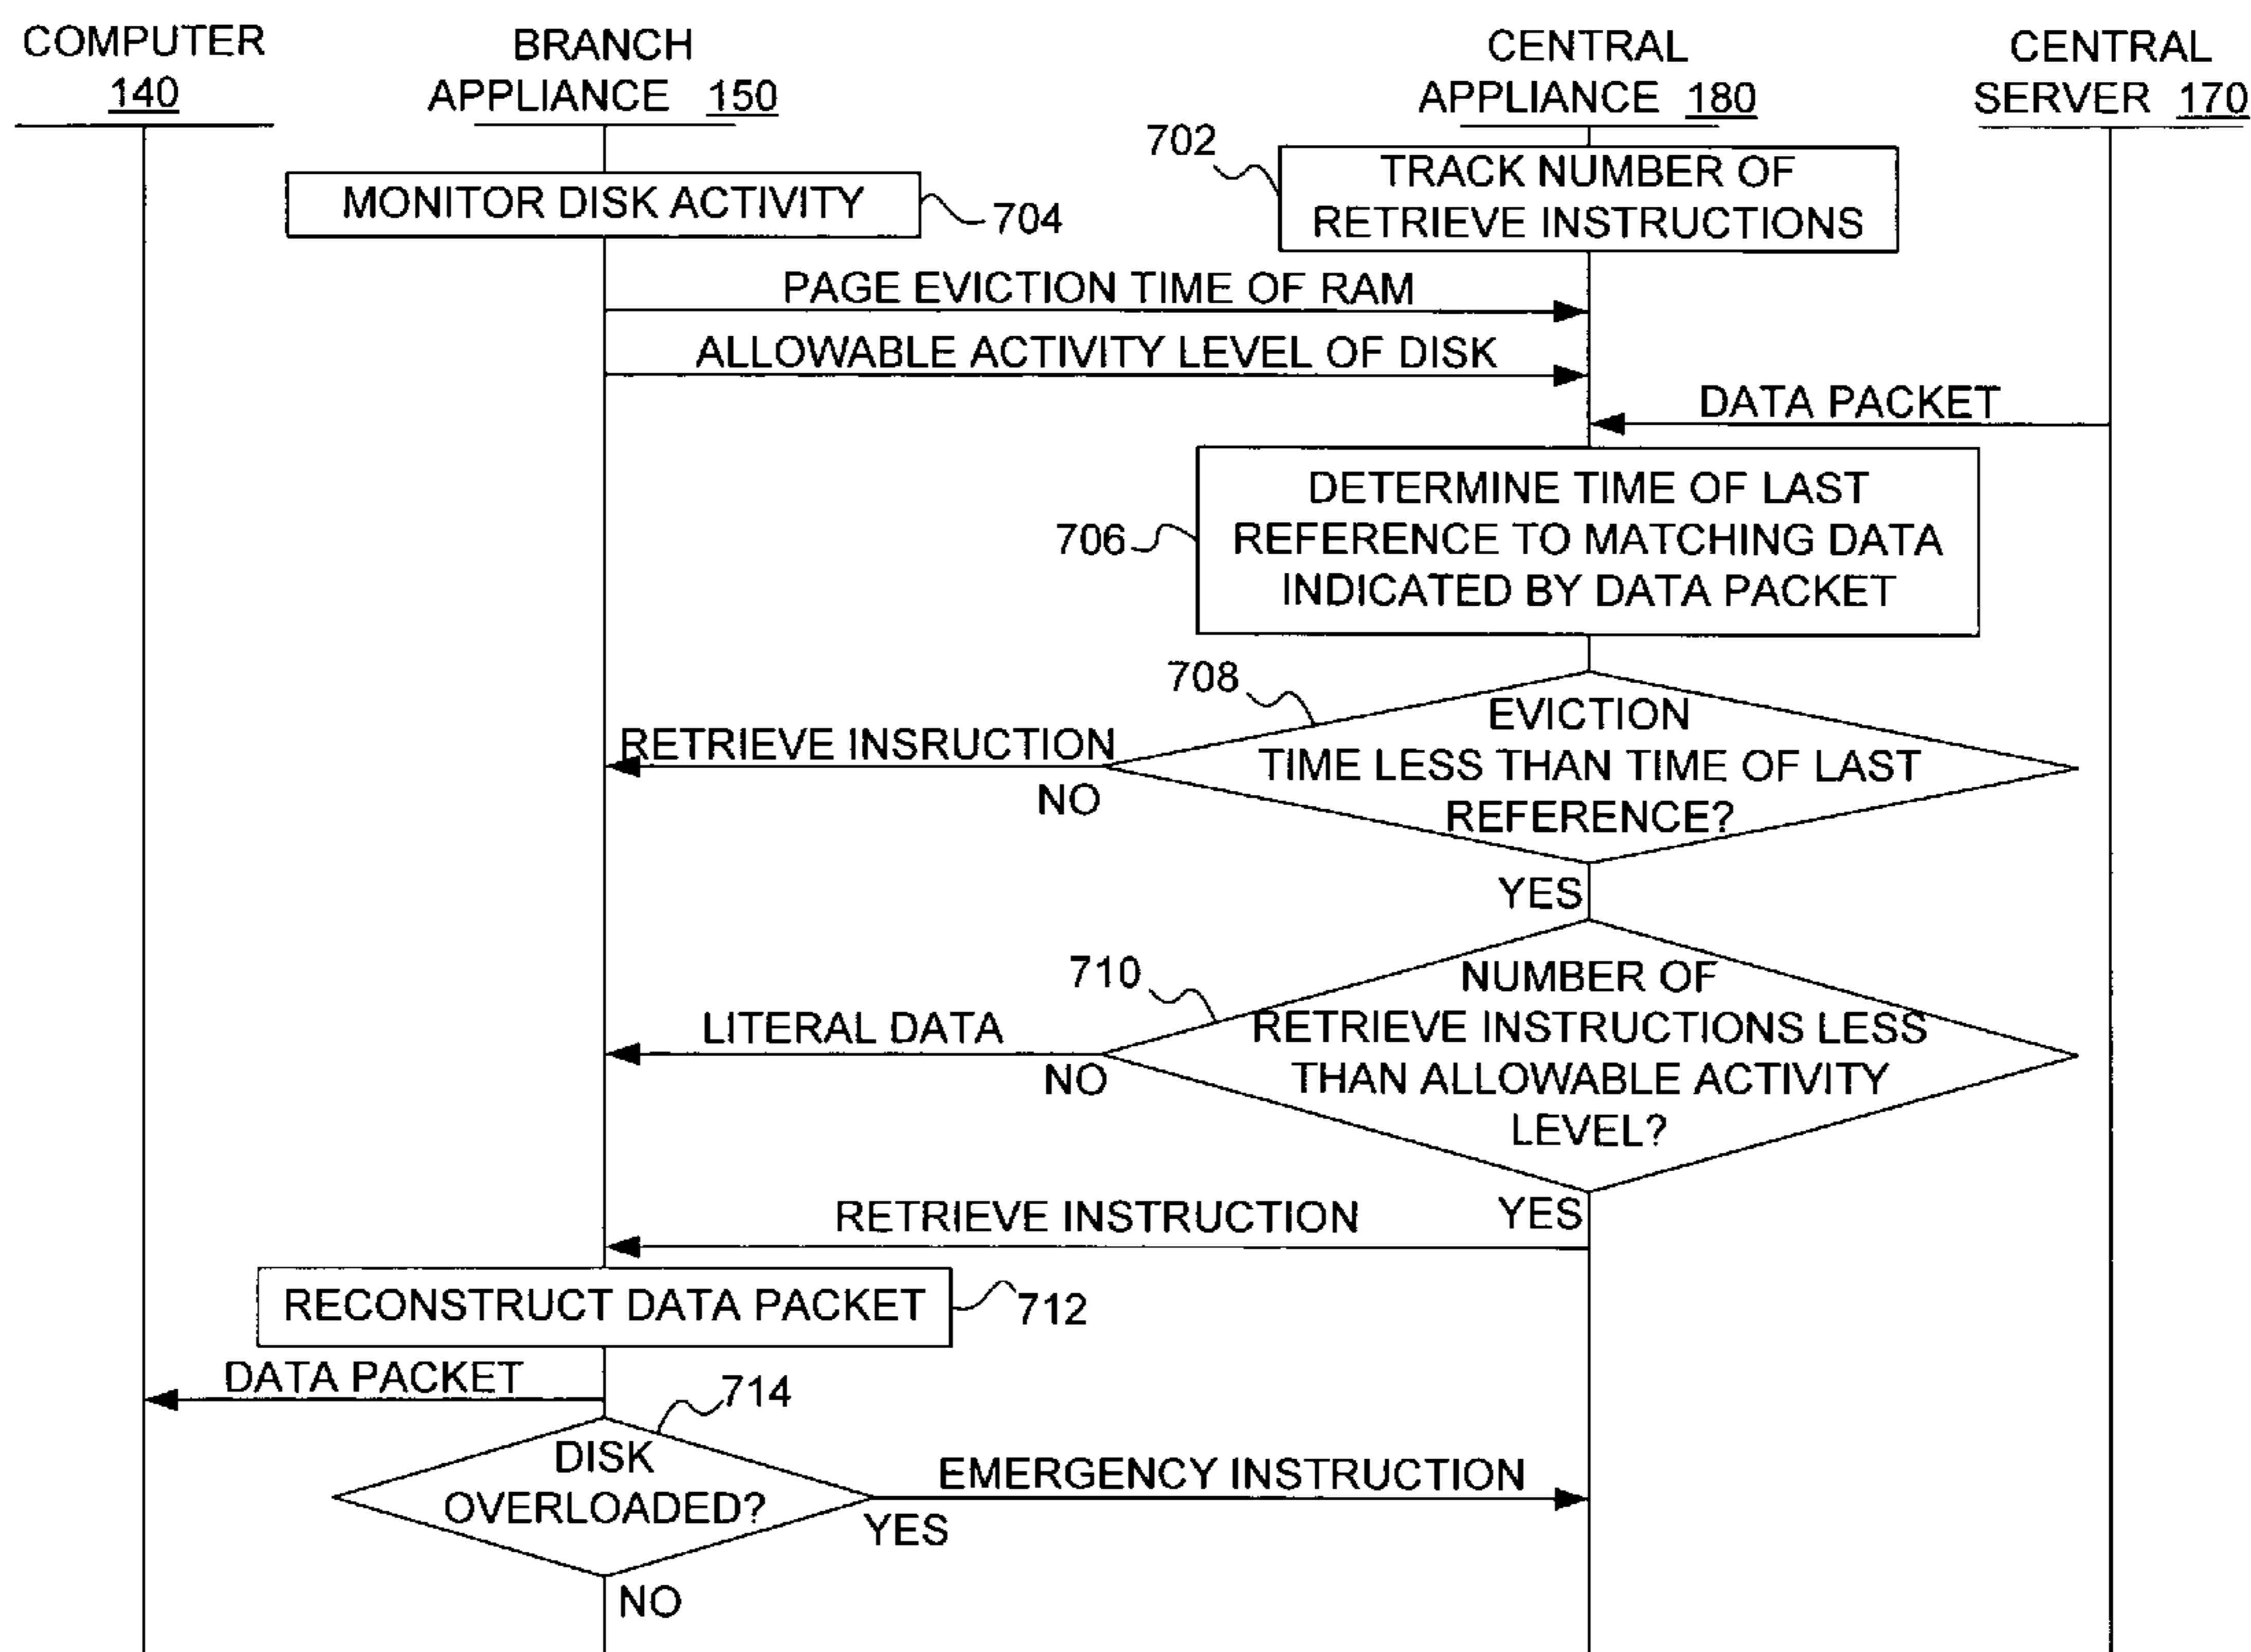 COMPUTER
140
BRANCH
APPLIANCE 150
CENTRAL
APPLIANCE 180
CENTRAL
SERVER 170
702
TRACK NUMBER OF
RETRIEVE INSTRUCTIONS
MONITOR DISK ACTIVITY
704
PAGE EVICTION TIME OF RAM
ALLOWABLE ACTIVITY LEVEL OF DISK
DATA PACKET
706
DETERMINE TIME OF LAST
REFERENCE TO MATCHING DATA
INDICATED BY DATA PACKET
708
EVICTION
TIME LESS THAN TIME OF LAST
REFERENCE?
RETRIEVE INSRUCTION
NO
YES
710
NUMBER OF
RETRIEVE INSTRUCTIONS LESS
THAN ALLOWABLE ACTIVITY
LEVEL?
LITERAL DATA
NO
YES
RETRIEVE INSTRUCTION
RECONSTRUCT DATA PACKET
712
DATA PACKET
714
DISK
OVERLOADED?
EMERGENCY INSTRUCTION
YES
NO